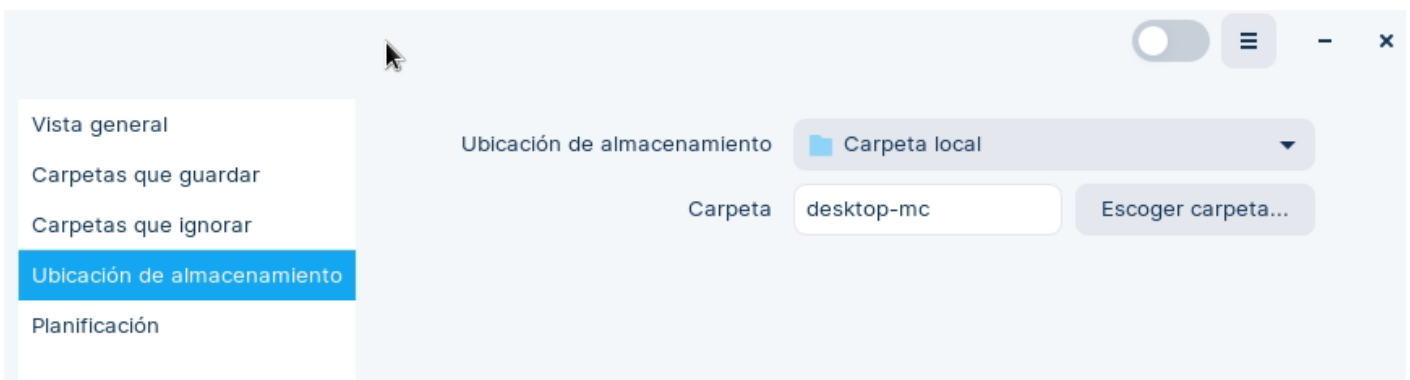 Vista general
Carpetas que guardar
Carpetas que ignorar
Ubicación de almacenamiento
Planificación
Ubicación de almacenamiento Carpeta local
Carpeta desktop-mc Escoger carpeta...